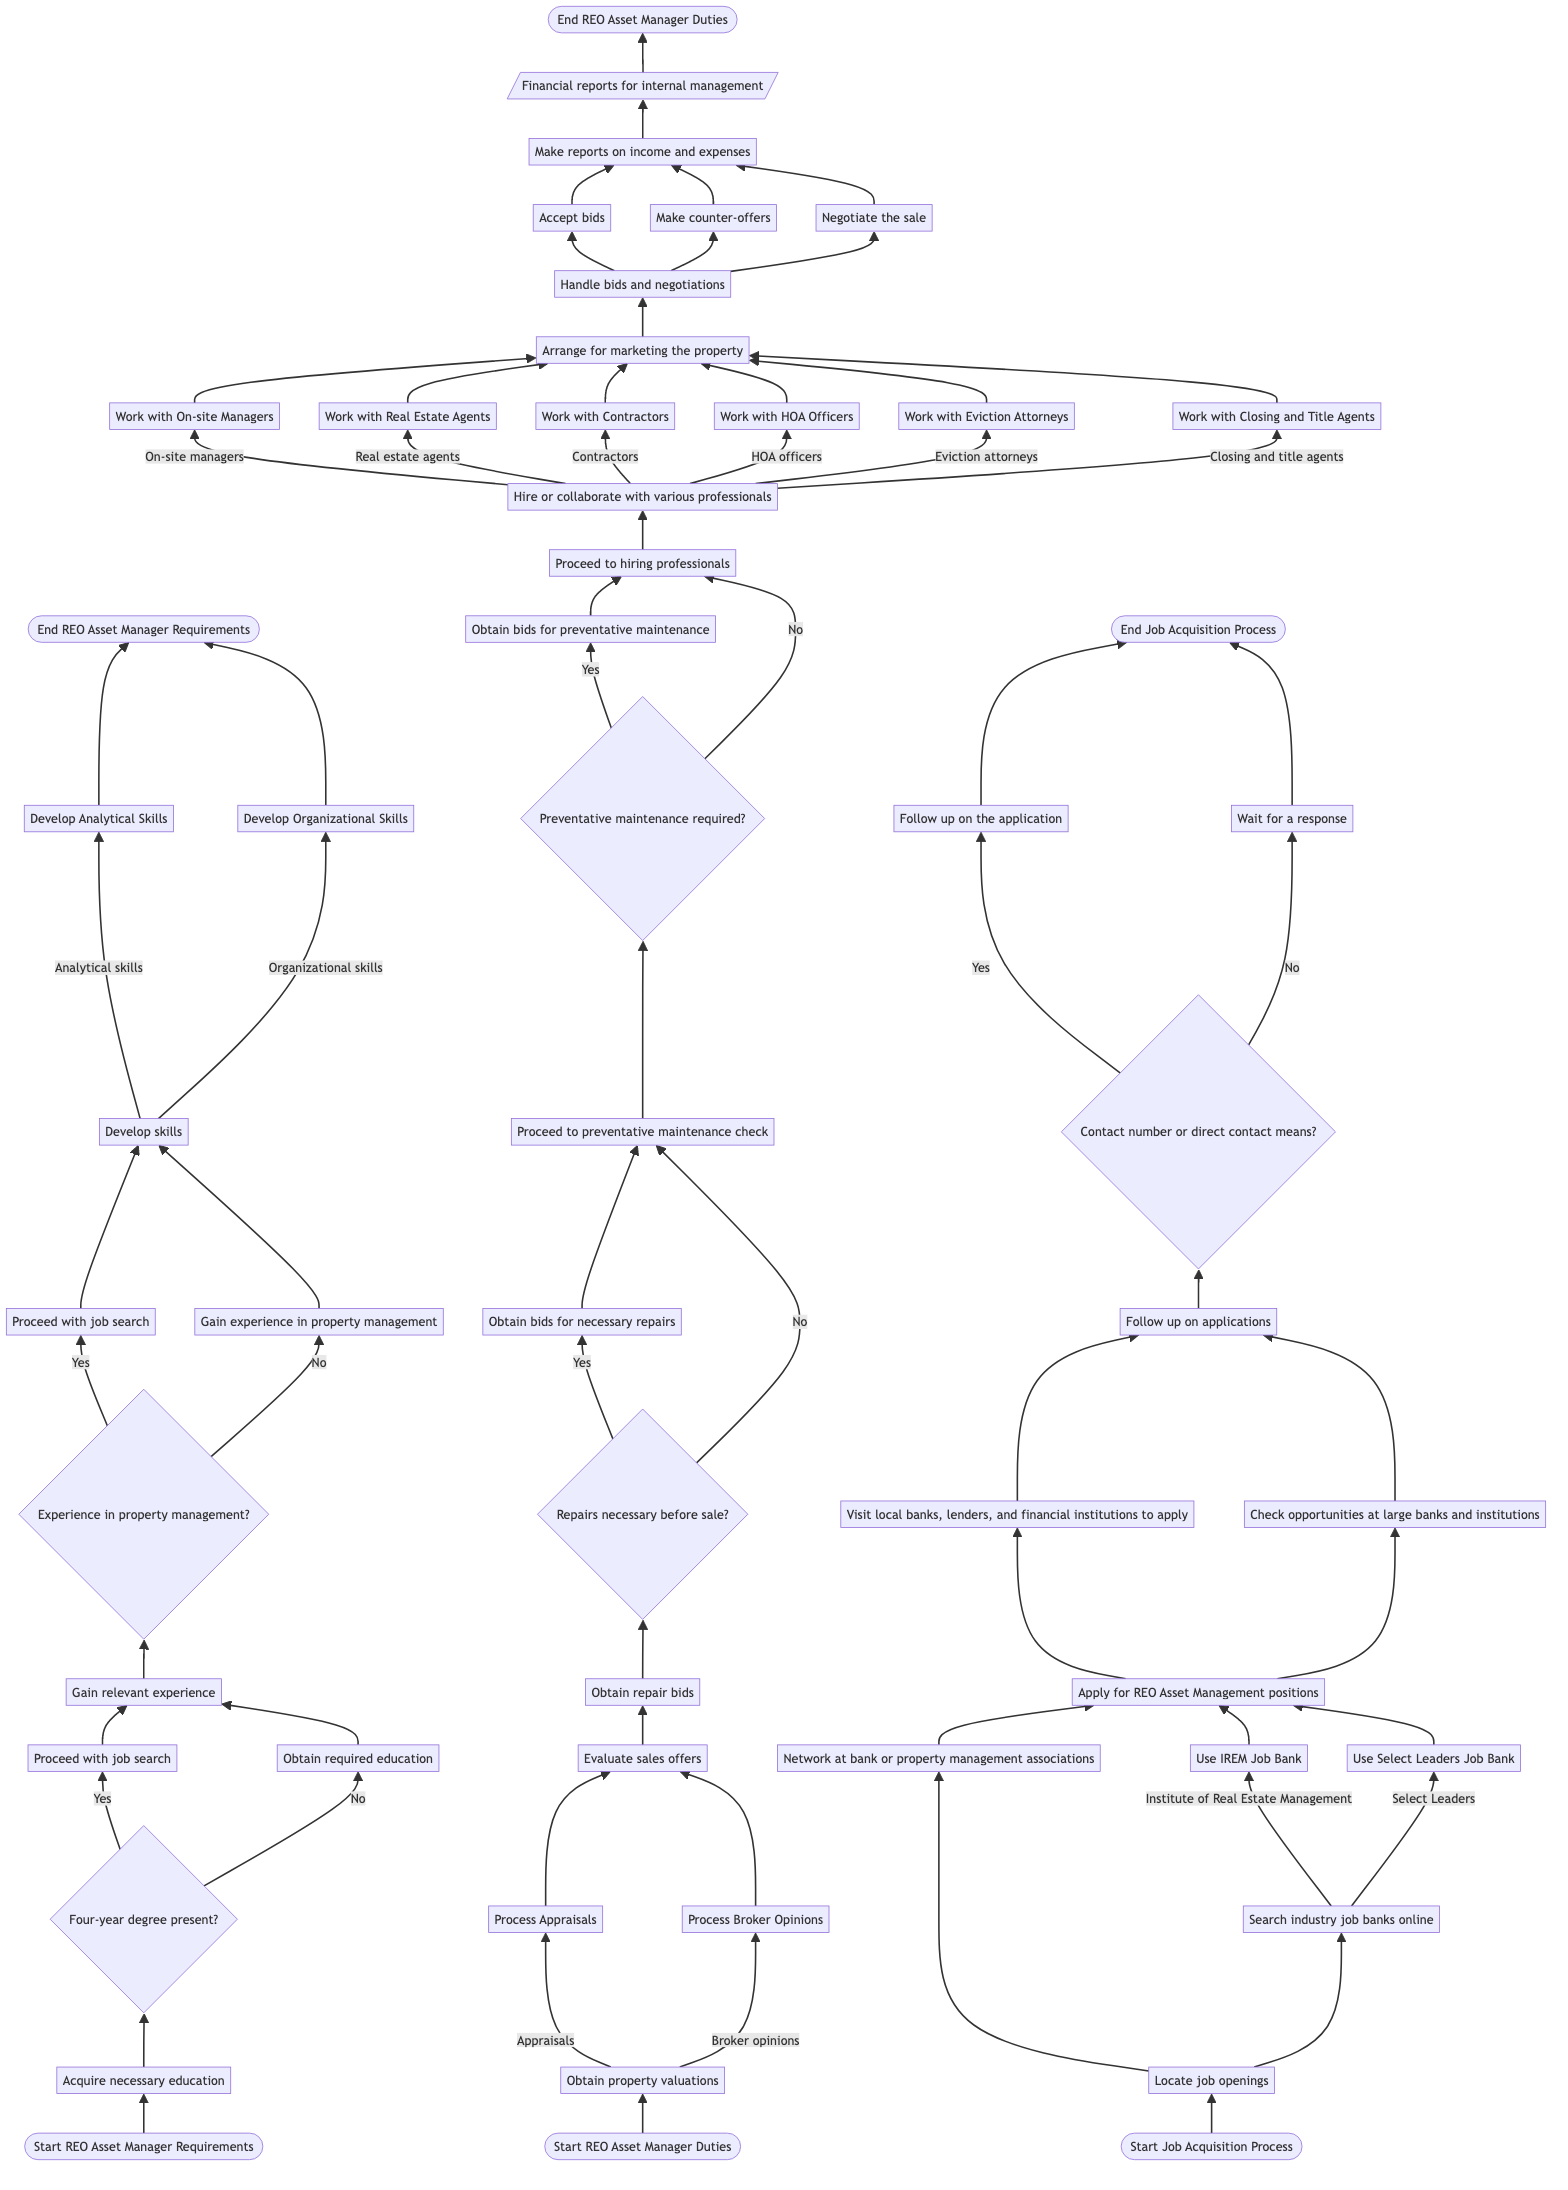 End REO Asset Manager Duties
Financial reports for internal management
Make reports on income and expenses
Accept bids
Make counter-offers
Negotiate the sale
Handle bids and negotiations
Arrange for marketing the property
Work with On-site Managers
Work with Real Estate Agents
Work with Contractors
Work with HOA Officers
Work with Eviction Attorneys
Work with Closing and Title Agents
On-site managers
Real estate agents
Contractors
HOA officers
Eviction attorneys
Closing and title agents
Hire or collaborate with various professionals
Proceed to hiring professionals
End REO Asset Manager Requirements
Obtain bids for preventative maintenance
No
End Job Acquisition Process
Yes
Develop Analytical Skills
Develop Organizational Skills
Preventative maintenance required?
Follow up on the application
Wait for a response
Analytical skills
Organizational skills
Yes
No
Develop skills
Proceed to preventative maintenance check
Contact number or direct contact means?
Proceed with job search
Gain experience in property management
Obtain bids for necessary repairs
No
Follow up on applications
Yes
No
Yes
Experience in property management?
Repairs necessary before sale?
Visit local banks, lenders, and financial institutions to apply
Check opportunities at large banks and institutions
Gain relevant experience
Obtain repair bids
Apply for REO Asset Management positions
Proceed with job search
Obtain required education
Evaluate sales offers
Network at bank or property management associations
Use IREM Job Bank
Use Select Leaders Job Bank
Yes
No
Institute of Real Estate Management
Select Leaders
Four-year degree present?
Process Appraisals
Process Broker Opinions
Search industry job banks online
Appraisals
Broker opinions
Acquire necessary education
Obtain property valuations
Locate job openings
Start REO Asset Manager Requirements
Start REO Asset Manager Duties
Start Job Acquisition Process